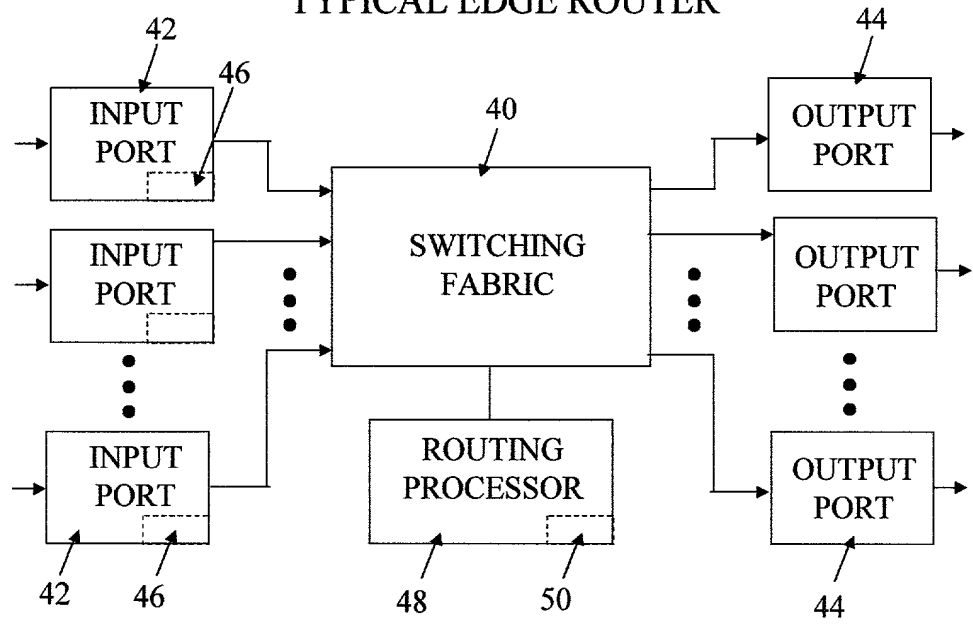 TYPICAL EDGE ROUTER
42
46
40
44
INPUT
PORT
OUTPUT
PORT
INPUT
PORT
SWITCHING
FABRIC
OUTPUT
PORT
INPUT
PORT
ROUTING
PROCESSOR
OUTPUT
PORT
42
46
48
50
44